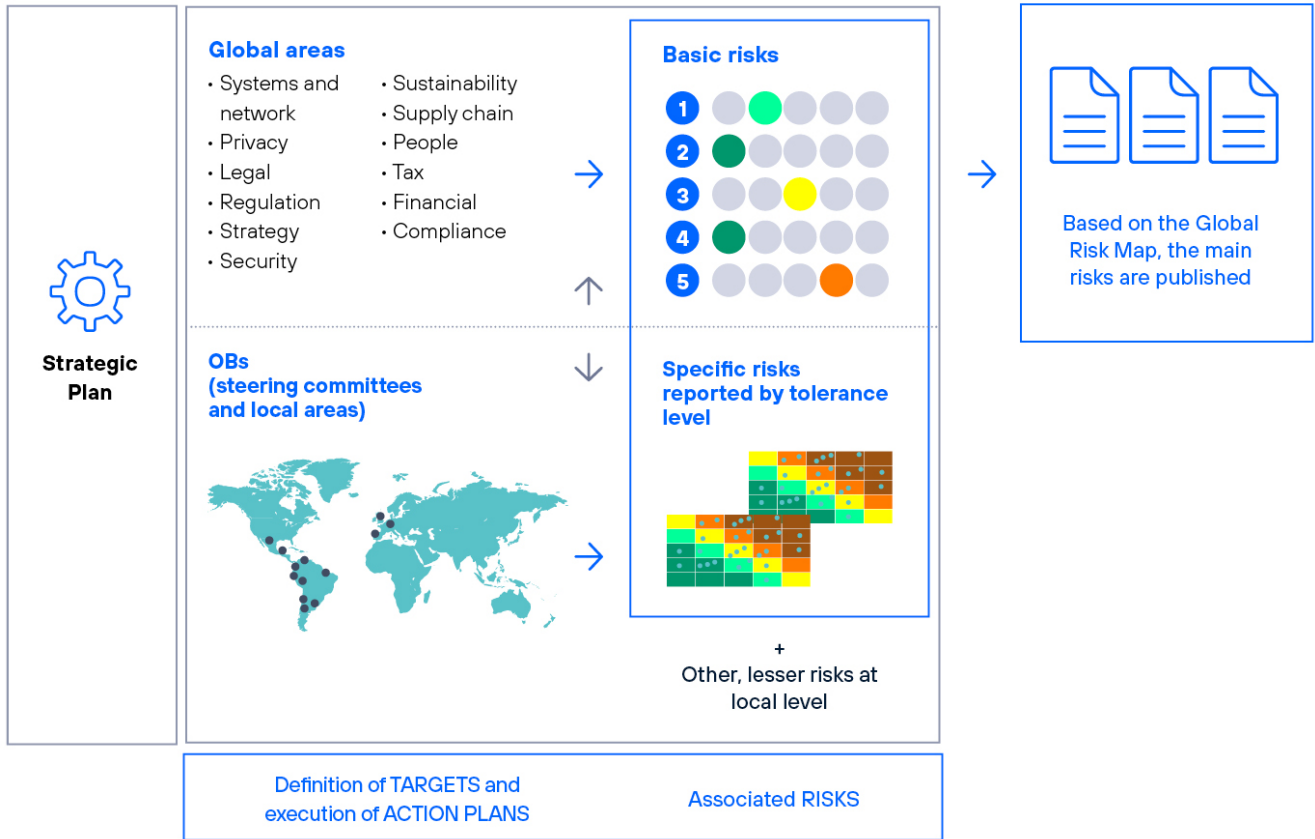 Strategic
Plan
Global areas
• Systems and
network
• Privacy
• Legal
• Regulation
• Strategy
• Security
• Sustainability
• Supply chain
• People
• Tax
• Financial
• Compliance
Basic risks
1
2
3
4
5
OBs
(steering committees
and local areas)
Specific risks
reported by tolerance
level
+
Other, lesser risks at
local level
Based on the Global
Risk Map, the main
risks are published
Definition of TARGETS and
execution of ACTION PLANS
Associated RISKS